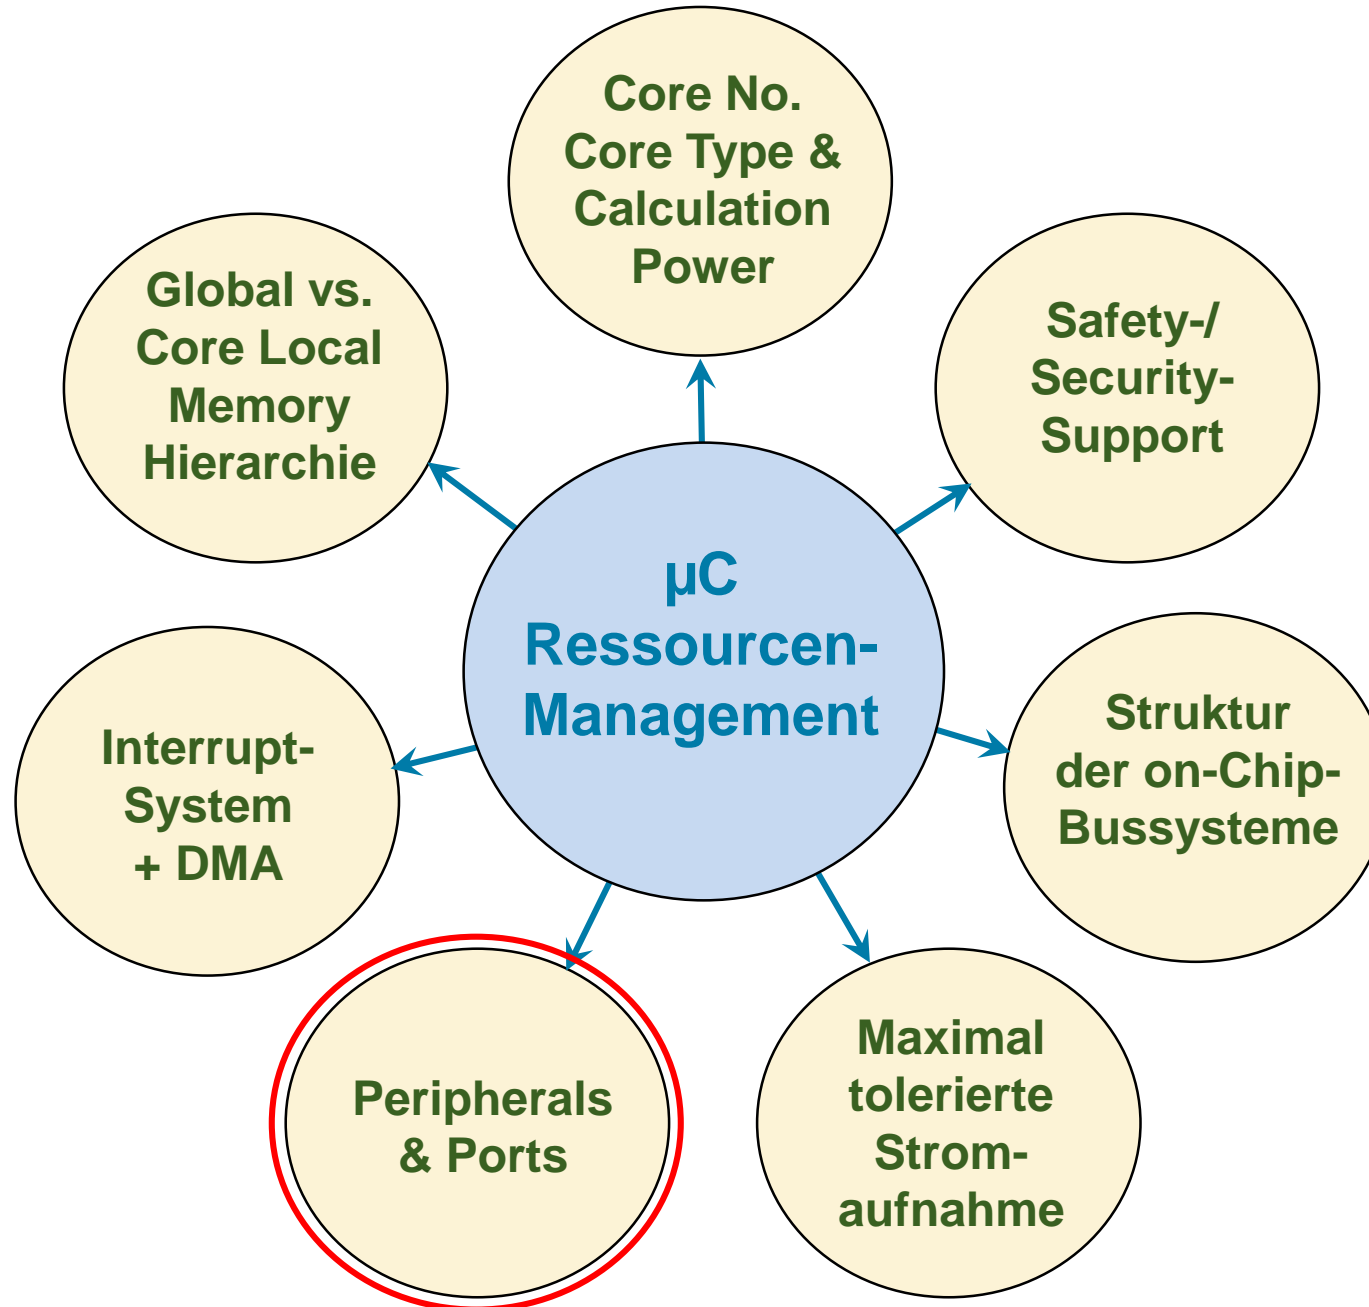 Core No.
Core Type &
Calculation
Power
Global vs.
Core Local
Memory
Hierarchie
Safety-/
Security-
Support
µC
Ressourcen-
Management
Interrupt-
System
+ DMA
Struktur
der on-Chip-
Bussysteme
Peripherals
& Ports
Maximal
tolerierte
Strom-
aufnahme